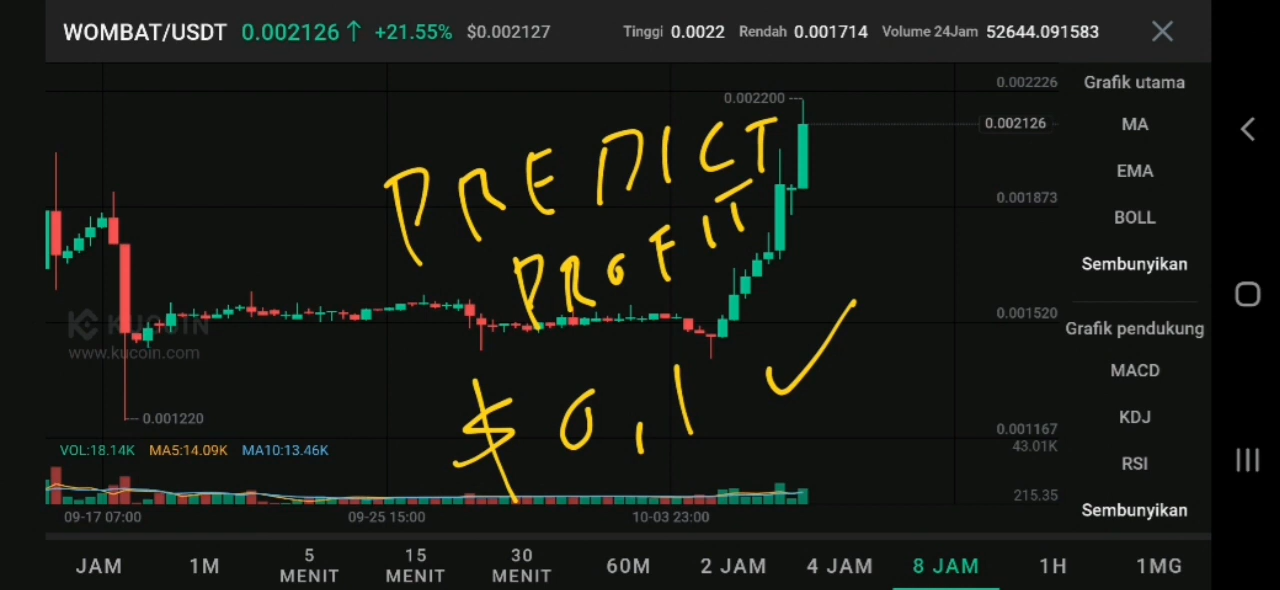 WOMBAT/USDT 0.002126↑ +21.55% $0.002127 Tinggi 0.0022 Rendah 0.001714 Volume 24Jam 52644.091583
0.002226
Grafik utama
0.002200
0.002126
MA
PREDICT
EMA
0.001873
BOLL
PROFIT
Sembunyikan
KUCOIN
www.kucoin.com
0.001520
Grafik pendukung
MACD
$0,1
0.001220
KDJ
0.001167
VOL:18.14K MA5:14.09K MA10:13.46K
43.01K
RSI
215.35
Sembunyikan
09-17 07:00 09-25 15:00 10-03 23:00
JAM 1M 5 MENIT 15 MENIT 30 MENIT 60M 2 JAM 4 JAM 8 JAM 1H 1MG